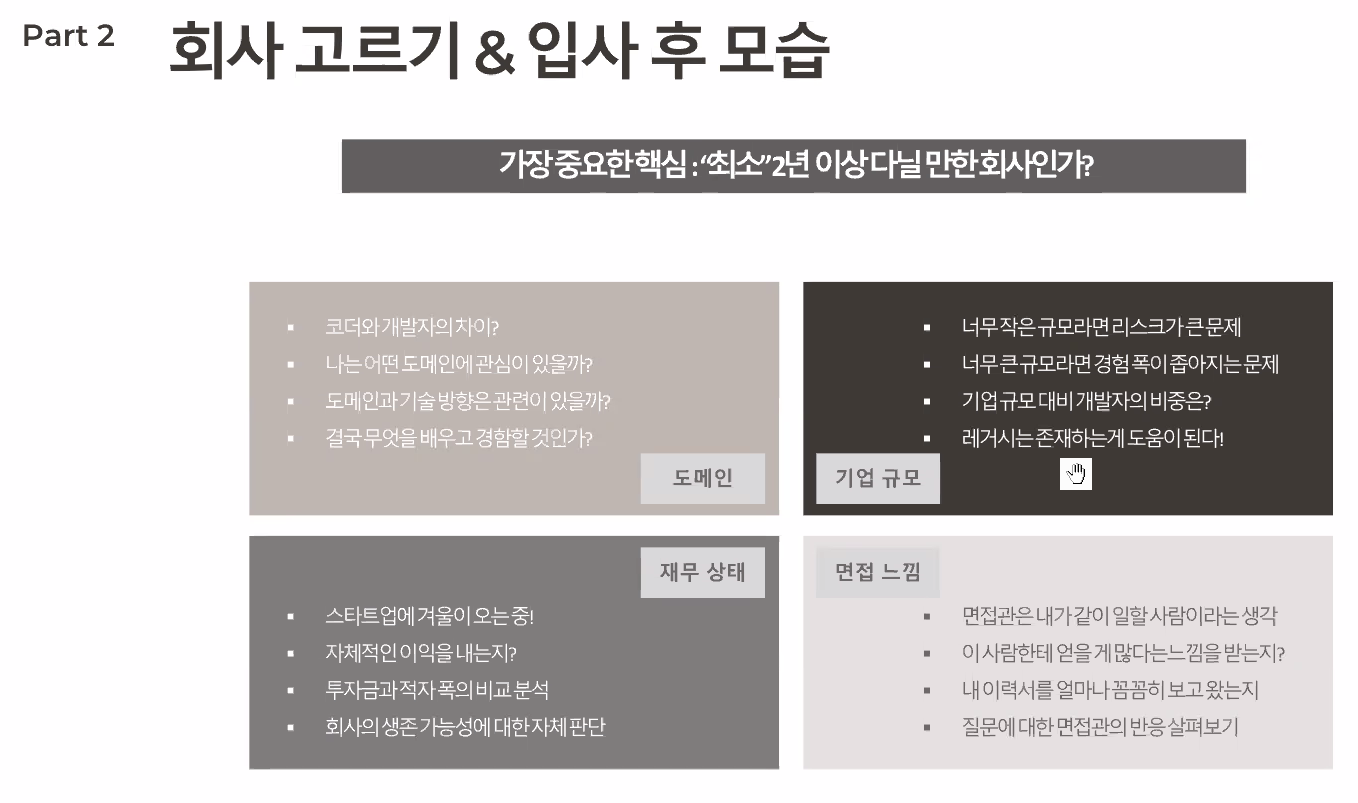 Part 2
회사 고르기 & 입사 후 모습
가장 중요한 핵심 : “최소” 2년 이상 다닐 만한 회사인가?
▪ 코더와 개발자의 차이?
▪ 나는 어떤 도메인에 관심이 있을까?
▪ 도메인과 기술 방향은 관련이 있을까?
▪ 결국 무엇을 배우고 경험할 것인가?
도메인
▪ 너무 작은 규모라면 리스크가 큰 문제
▪ 너무 큰 규모라면 경험 폭이 좁아지는 문제
▪ 기업 규모 대비 개발자의 비중은?
▪ 레거시는 존재하는게 도움이 된다!
기업 규모
재무 상태
▪ 스타트업에 겨울이 오는 중!
▪ 자체적인 이익을 내는지?
▪ 투자금과 적자 폭의 비교 분석
▪ 회사의 생존 가능성에 대한 자체 판단
면접 느낌
▪ 면접관은 내가 같이 일할 사람이라는 생각
▪ 이 사람한테 얻을 게 많다는 느낌을 받는지?
▪ 내 이력서를 얼마나 꼼꼼히 보고 왔는지
▪ 질문에 대한 면접관의 반응 살펴보기